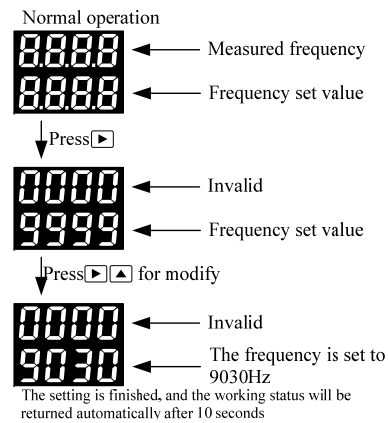 Normal operation
8.8.8.8 Measured frequency
8.8.8.8 Frequency set value
Press▶
0000 Invalid
9999 Frequency set value
Press▶▲ for modify
0000 Invalid
9030 The frequency is set to
9030Hz
The setting is finished, and the working status will be
returned automatically after 10 seconds